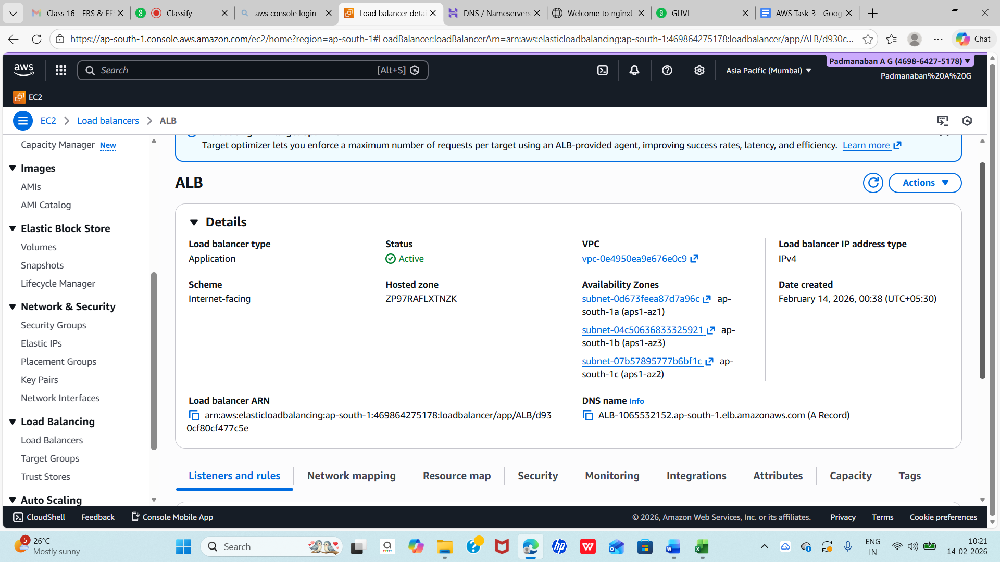 Class 16 - EBS & EF
Classify
aws console login -
Load balancer detai
DNS / Nameservers
Welcome to nginx!
GUVI
AWS Task-3 - Goog
https://ap-south-1.console.aws.amazon.com/ec2/home?region=ap-south-1#LoadBalancer:loadBalancerArn=arn:aws:elasticloadbalancing:ap-south-1:469864275178:loadbalancer/app/ALB/d930c...
Chat
aws
Search
[Alt+S]
Asia Pacific (Mumbai)
Padmanaban A G (4698-6427-5178)
Padmanaban%20A%20G
EC2
EC2
Load balancers
ALB
Capacity Manager New
Images
AMIs
AMI Catalog
Elastic Block Store
Volumes
Snapshots
Lifecycle Manager
Network & Security
Security Groups
Elastic IPs
Placement Groups
Key Pairs
Network Interfaces
Load Balancing
Load Balancers
Target Groups
Trust Stores
Auto Scaling
Introducing ALB target optimizer
Target optimizer lets you enforce a maximum number of requests per target using an ALB-provided agent, improving success rates, latency, and efficiency. Learn more
ALB
Actions
Details
Load balancer type
Application
Status
Active
VPC
vpc-0e4950ea9e676e0c9
Load balancer IP address type
IPv4
Scheme
Internet-facing
Hosted zone
ZP97RAFLXTNZK
Availability Zones
subnet-0d673feea87d7a96c ap-
south-1a (aps1-az1)
subnet-04c50636833325921 ap-
south-1b (aps1-az3)
subnet-07b57895777b6bf1c ap-
south-1c (aps1-az2)
Date created
February 14, 2026, 00:38 (UTC+05:30)
Load balancer ARN
arn:aws:elasticloadbalancing:ap-south-1:469864275178:loadbalancer/app/ALB/d93
0cf80cf477c5e
DNS name Info
ALB-1065532152.ap-south-1.elb.amazonaws.com (A Record)
Listeners and rules
Network mapping
Resource map
Security
Monitoring
Integrations
Attributes
Capacity
Tags
CloudShell
Feedback
Console Mobile App
© 2026, Amazon Web Services, Inc. or its affiliates.
Privacy
Terms
Cookie preferences
5
26°C
Mostly sunny
Search
ENG
IN
10:21
14-02-2026